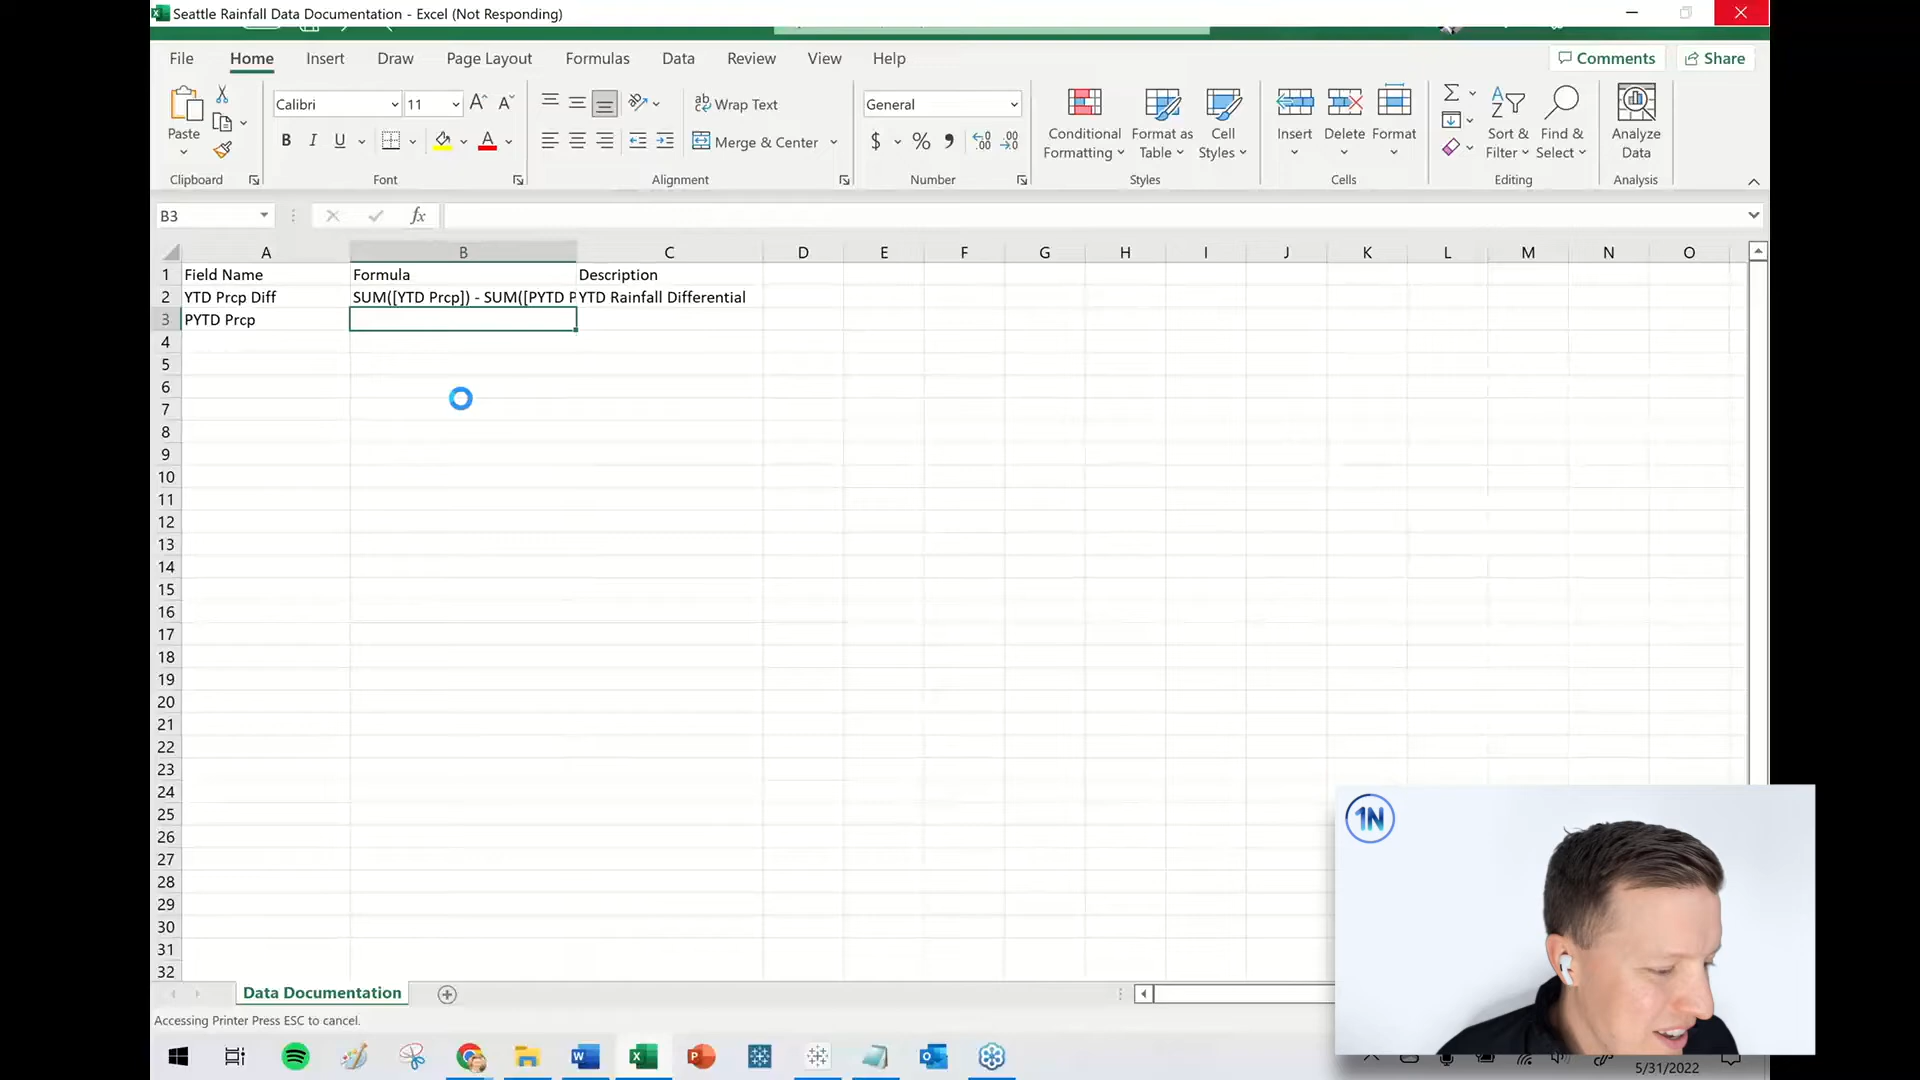 Seattle Rainfall Data Documentation - Excel (Not Responding)
File Home Insert Draw Page Layout Formulas Data Review View Help Comments Share
Calibri 11 Wrap Text General
Paste B I U Merge & Center $ % Conditional Formatting Format as Table Cell Styles Insert Delete Format Sort & Filter Find & Select Analyze Data
Clipboard Font Alignment Number Styles Cells Editing Analysis
B3 fx
A B C D E F G H I J K L M N O
1 Field Name Formula Description
2 YTD Prcp Diff SUM([YTD Prcp]) - SUM([PYTD P YTD Rainfall Differential
3 PYTD Prcp
4
5
6
7
8
9
10
11
12
13
14
15
16
17
18
19
20
21
22
23
24
25
26
27
28
29
30
31
32
1N
Data Documentation
Accessing Printer Press ESC to cancel.
5/31/2022